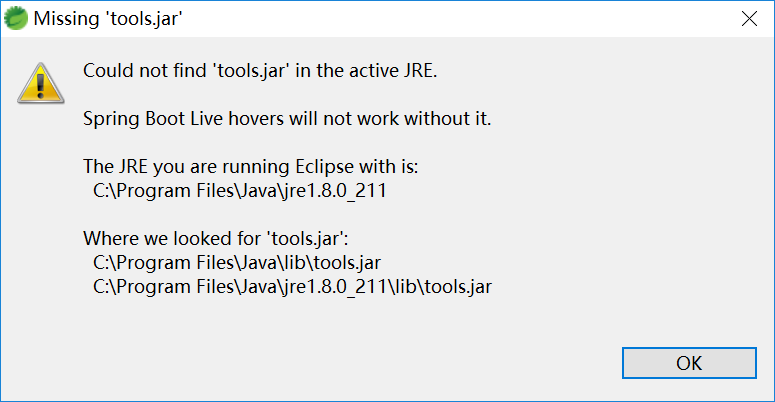 Missing 'tools.jar'
Could not find 'tools.jar' in the active JRE.
Spring Boot Live hovers will not work without it.
The JRE you are running Eclipse with is:
C:\Program Files\Java\jre1.8.0_211
Where we looked for 'tools.jar':
C:\Program Files\Java\lib\tools.jar
C:\Program Files\Java\jre1.8.0_211\lib\tools.jar
OK